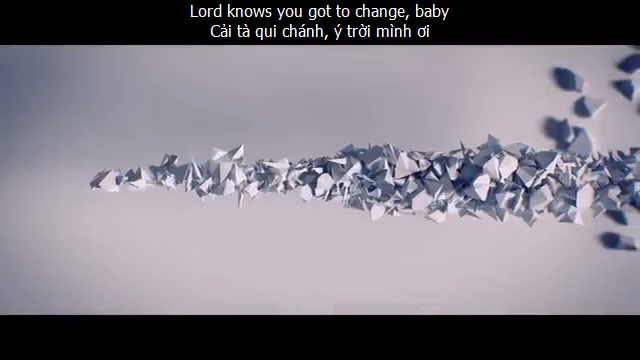 Lord knows you got to change, baby
Cải tà qui chánh, ý trời mình ơi